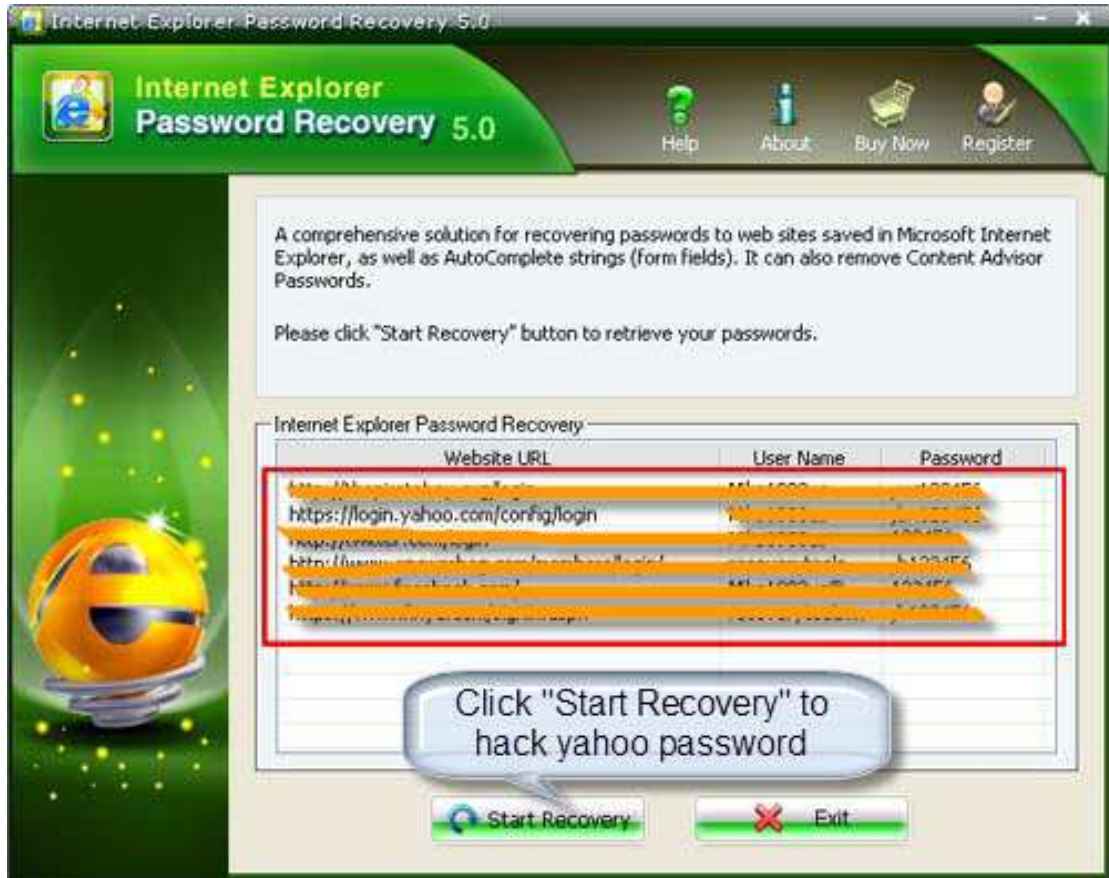 Internet Explorer Password Recovery 5.0
Internet Explorer
Password Recovery 5.0
Help About Buy Now Register
A comprehensive solution for recovering passwords to web sites saved in Microsoft Internet
Explorer, as well as AutoComplete strings (form fields). It can also remove Content Advisor
Passwords.
Please click "Start Recovery" button to retrieve your passwords.
Internet Explorer Password Recovery
Website URL User Name Password
https://login.yahoo.com/config/login
Click "Start Recovery" to
hack yahoo password
Start Recovery Exit